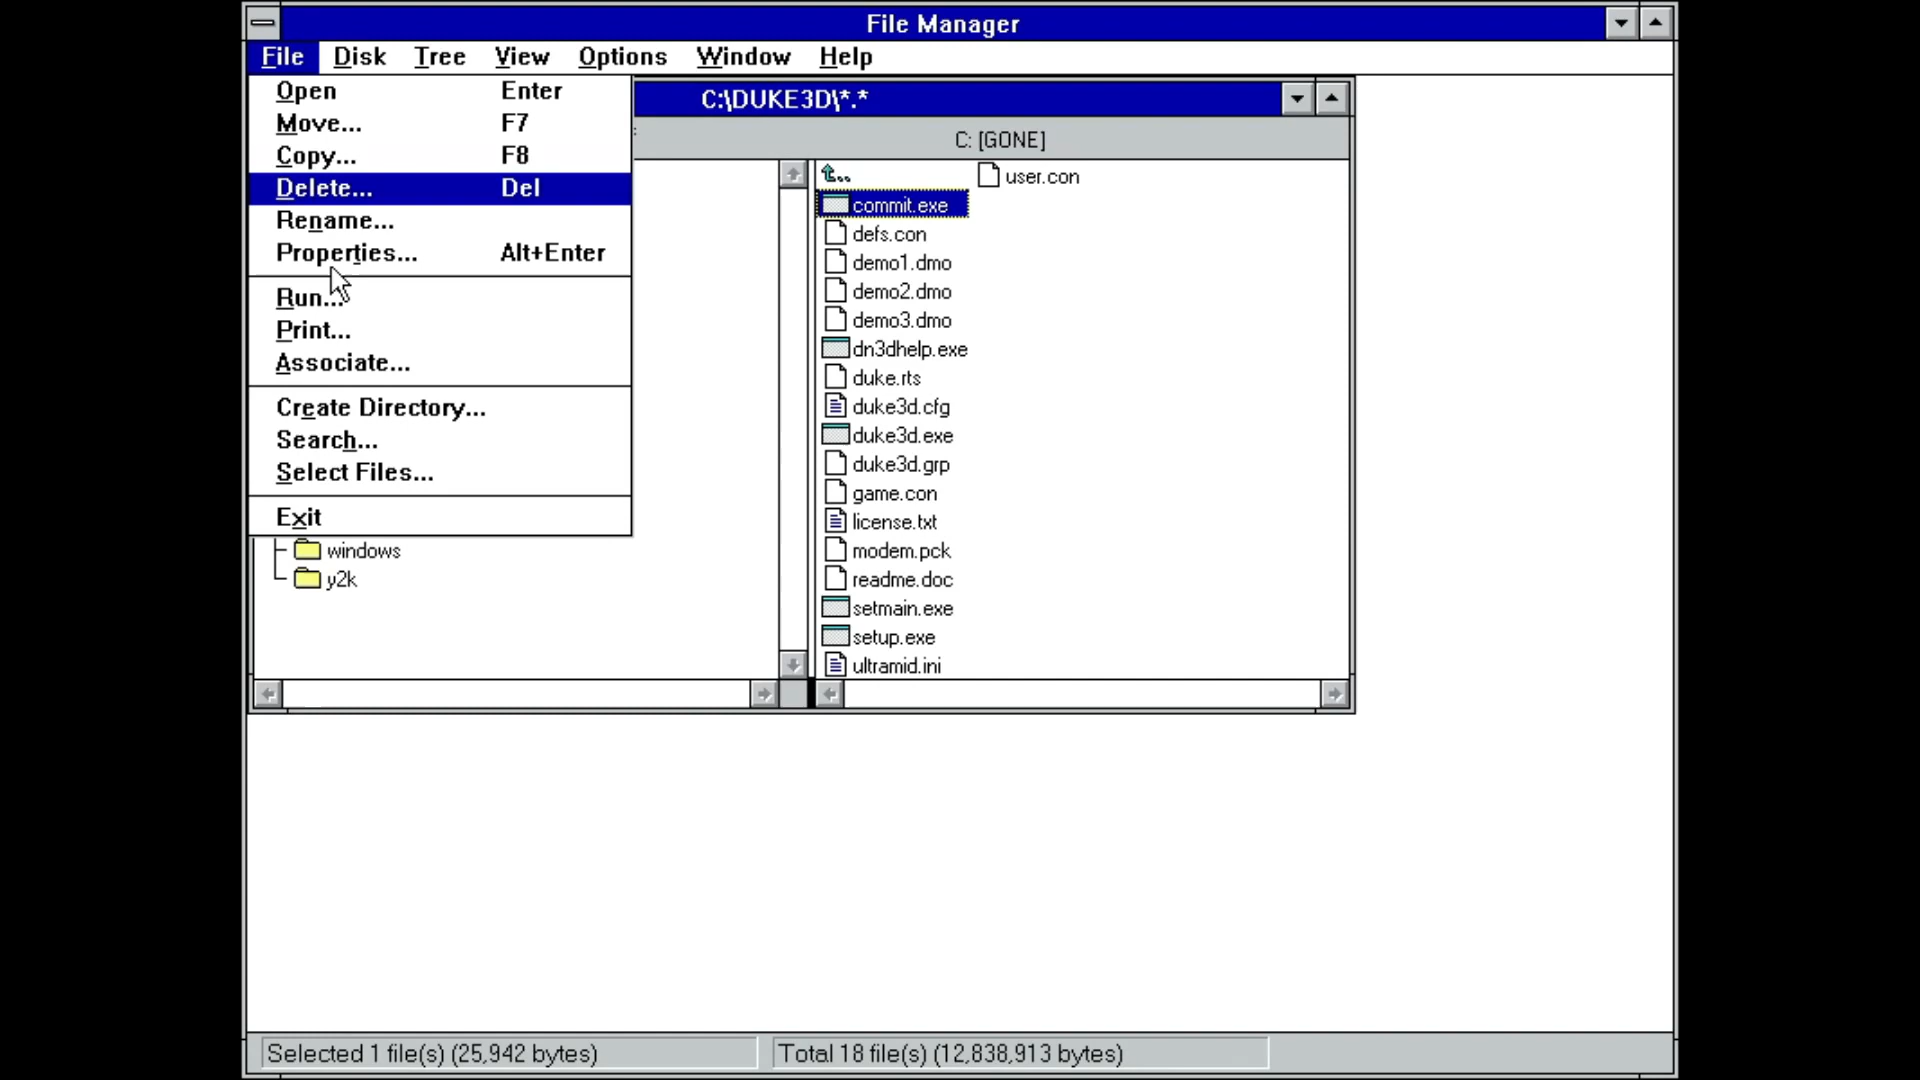 File Manager
File Disk Tree View Options Window Help
Open Enter
Move... F7
Copy... F8
Delete... Del
Rename...
Properties... Alt+Enter
Run...
Print...
Associate...
Create Directory...
Search...
Select Files...
Exit
windows
y2k
C:\DUKE3D\*.*
C: [GONE]
..
commit.exe
defs.con
demo1.dmo
demo2.dmo
demo3.dmo
dn3dhelp.exe
duke.rts
duke3d.cfg
duke3d.exe
duke3d.grp
game.con
license.txt
modem.pck
readme.doc
setmain.exe
setup.exe
ultramid.ini
user.con
Selected 1 file(s) (25,942 bytes)
Total 18 file(s) (12,838,913 bytes)